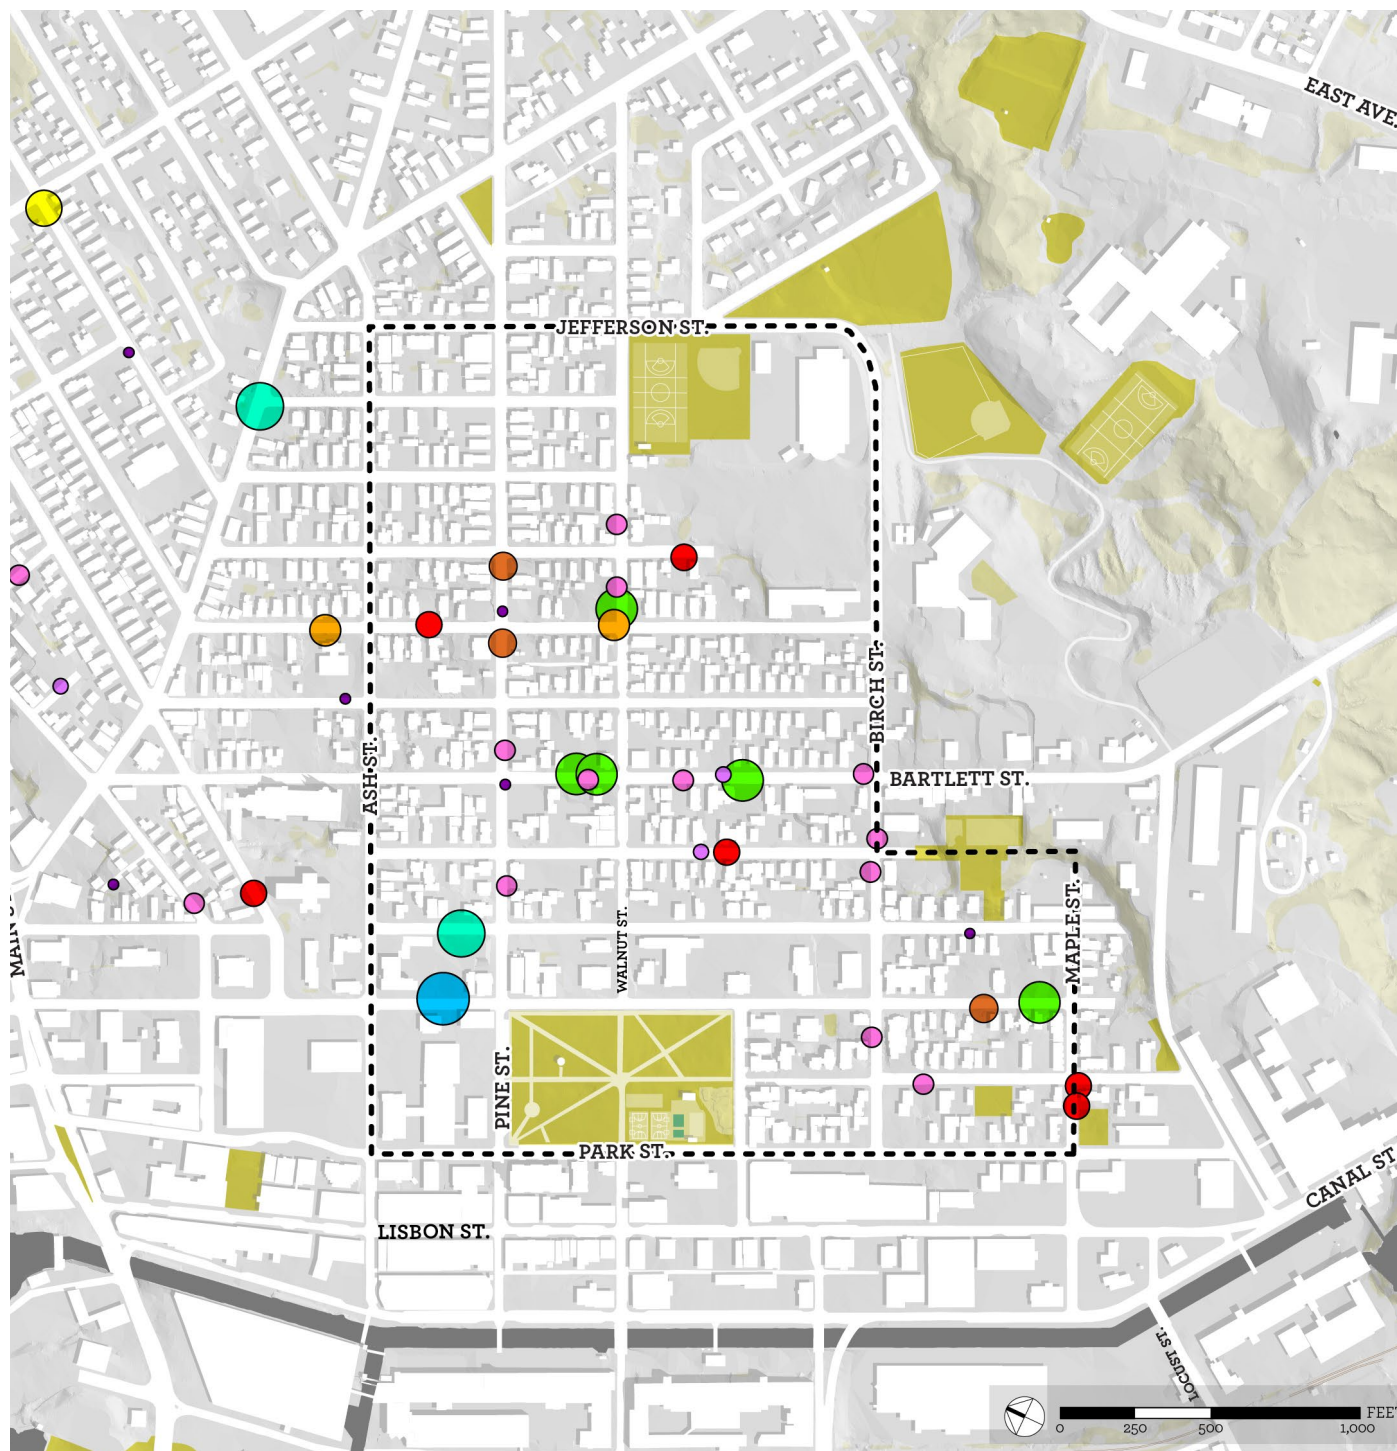 EAST AVE.
JEFFERSON ST.
BIRCH ST.
ASH ST.
BARTLETT ST.
MAPLE ST.
WALNUT ST.
MAIN S
PINE ST.
PARK ST.
CANAL ST
LISBON ST.
LOCUST ST.
FEET
0 250 500 1,000